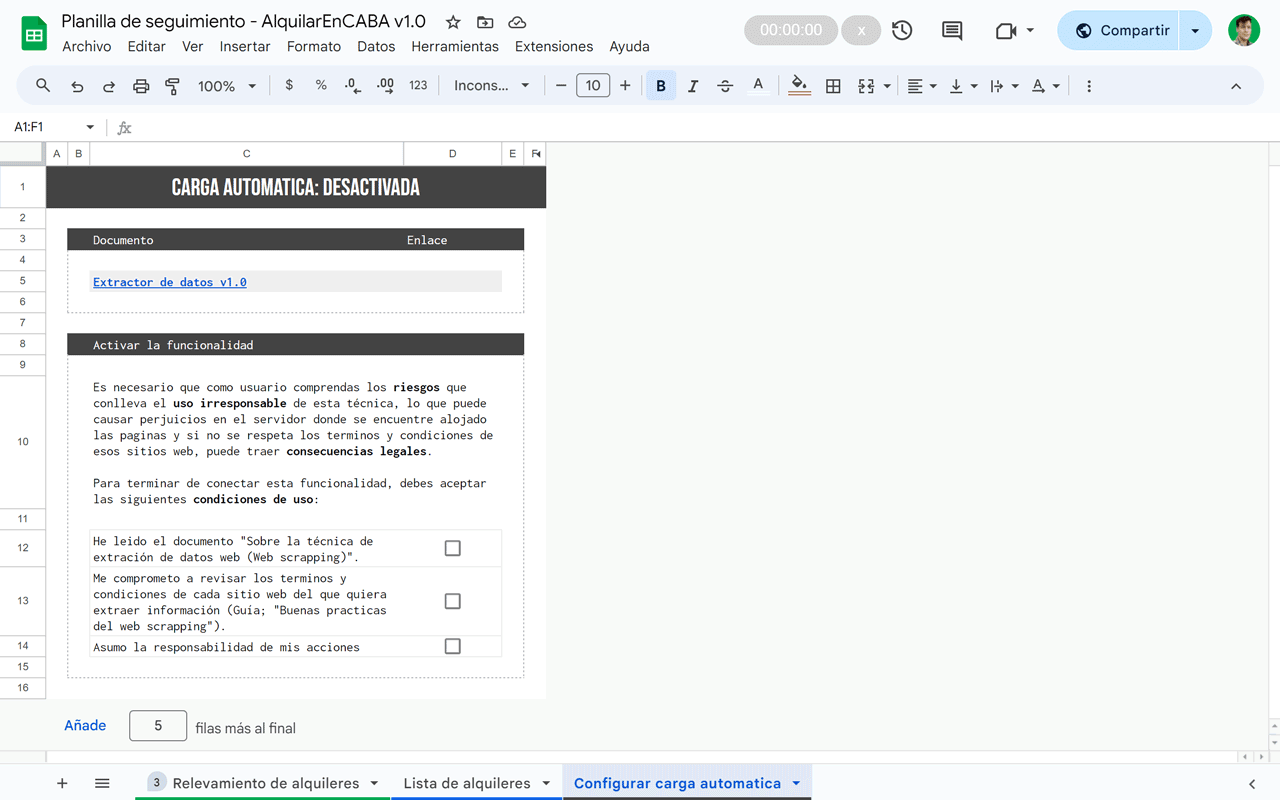 Planilla de seguimiento - AlquilarEnCABA v1.0
Archivo Editar Ver Insertar Formato Datos Herramientas Extensiones Ayuda
00:00:00 x
Compartir
100% $ % .0 .00 123 Incons... 10 B I A
A1:F1 fx
A B C D E F
1 CARGA AUTOMATICA: DESACTIVADA
2
3 Documento Enlace
4
5 Extractor de datos v1.0
6
7
8 Activar la funcionalidad
9
Es necesario que como usuario comprendas los riesgos que
conlleva el uso irresponsable de esta técnica, lo que puede
causar perjuicios en el servidor donde se encuentre alojado
las paginas y si no se respeta los terminos y condiciones de
10
esos sitios web, puede traer consecuencias legales.
Para terminar de conectar esta funcionalidad, debes aceptar
las siguientes condiciones de uso:
11
12
He leido el documento "Sobre la técnica de
extración de datos web (Web scrapping)".
Me comprometo a revisar los terminos y
condiciones de cada sitio web del que quiera
13
extraer información (Guía; "Buenas practicas
del web scrapping").
14 Asumo la responsabilidad de mis acciones
15
16
Añade 5 filas más al final
3 Relevamiento de alquileres Lista de alquileres Configurar carga automatica